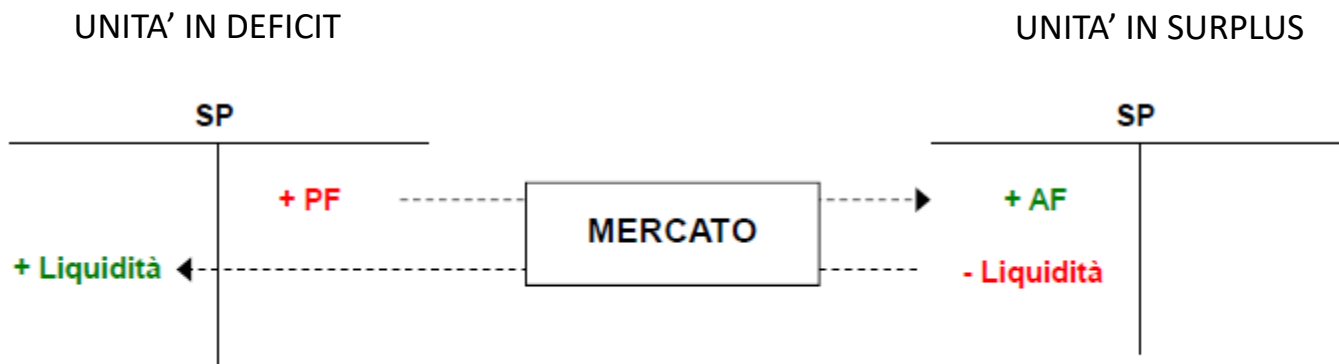 UNITA’ IN DEFICIT
UNITA’ IN SURPLUS
SP
SP
+ PF
MERCATO
+ AF
+ Liquidità
- Liquidità